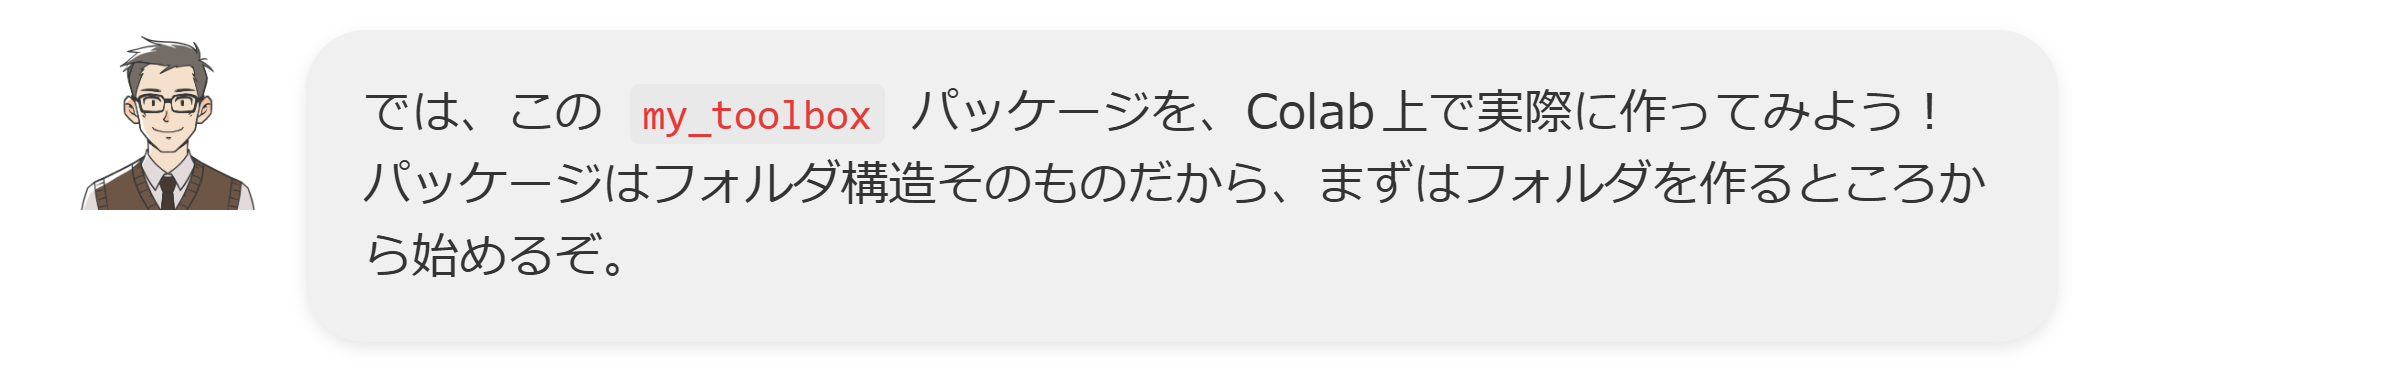 では、この my_toolbox パッケージを、Colab上で実際に作ってみよう！
パッケージはフォルダ構造そのものだから、まずはフォルダを作るところか
ら始めるぞ。